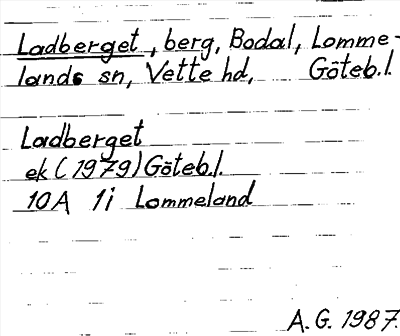 Ladberget, berg, Bodal, Lomme-
lands sn, Vette hd, Göteb.l.
Ladberget
ek (1979) Göteb.l.
10A 1i Lommeland
A.G. 1987.